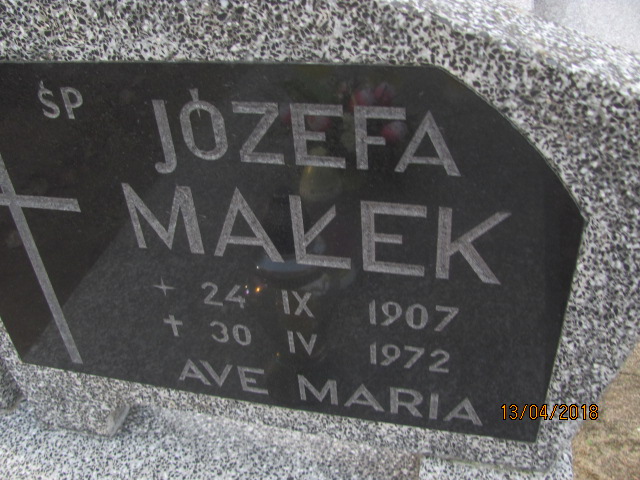 ŚP
JÓZEFA
MAŁEK
+ 24 IX 1907
+ 30 IV 1972
AVE MARIA
13/04/2018